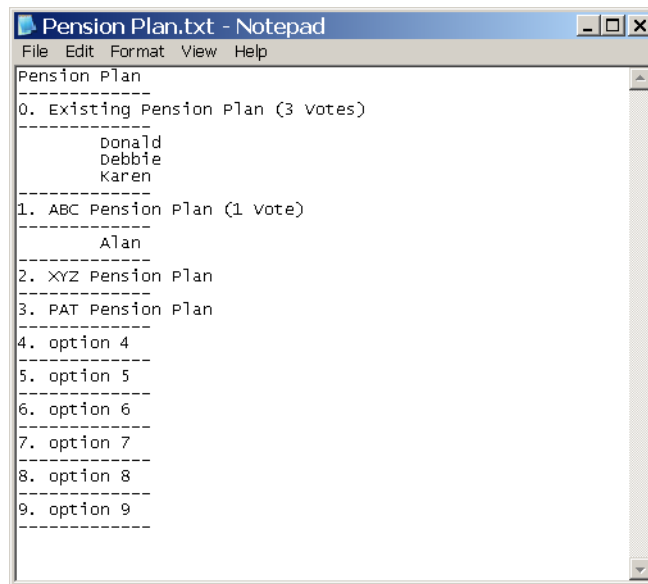 Pension Plan.txt - Notepad
File Edit Format View Help
Pension Plan
-------------
0. Existing Pension Plan (3 Votes)
-------------
Donald
Debbie
Karen
-------------
1. ABC Pension Plan (1 Vote)
-------------
Alan
-------------
2. XYZ Pension Plan
-------------
3. PAT Pension Plan
-------------
4. option 4
-------------
5. option 5
-------------
6. option 6
-------------
7. option 7
-------------
8. option 8
-------------
9. option 9
-------------